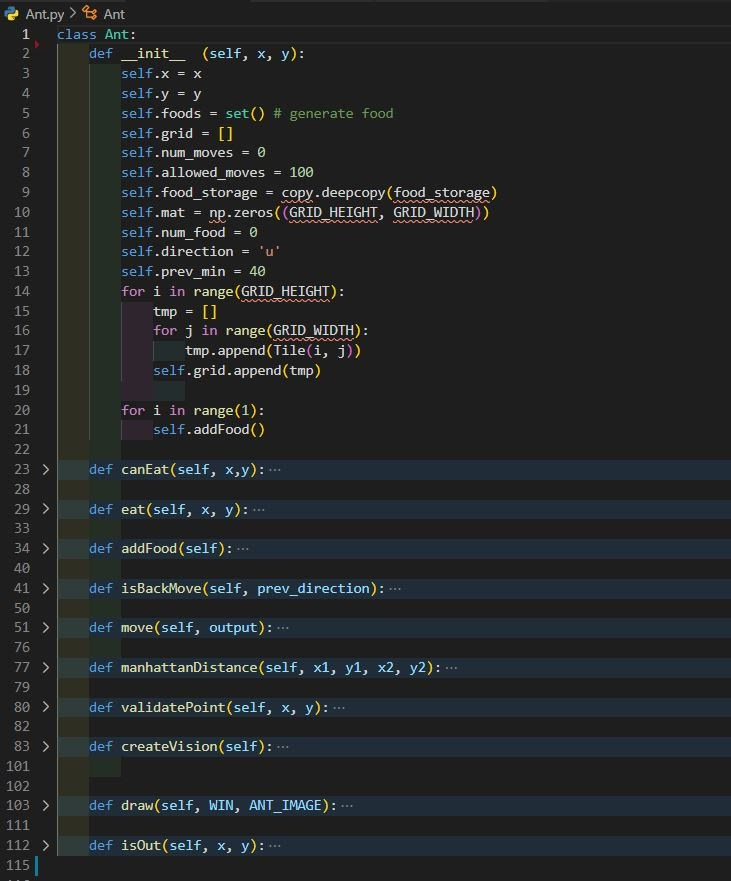 Ant.py > Ant
1 class Ant:
2     def __init__  (self, x, y):
3         self.x = x
4         self.y = y
5         self.foods = set() # generate food
6         self.grid = []
7         self.num_moves = 0
8         self.allowed_moves = 100
9         self.food_storage = copy.deepcopy(food_storage)
10         self.mat = np.zeros((GRID_HEIGHT, GRID_WIDTH))
11         self.num_food = 0
12         self.direction = 'u'
13         self.prev_min = 40
14         for i in range(GRID_HEIGHT):
15             tmp = []
16             for j in range(GRID_WIDTH):
17                 tmp.append(Tile(i, j))
18             self.grid.append(tmp)
19
20         for i in range(1):
21             self.addFood()
22
23 >     def canEat(self, x,y): ···
28
29 >     def eat(self, x, y): ···
33
34 >     def addFood(self): ···
40
41 >     def isBackMove(self, prev_direction): ···
50
51 >     def move(self, output): ···
76
77 >     def manhattanDistance(self, x1, y1, x2, y2): ···
79
80 >     def validatePoint(self, x, y): ···
82
83 >     def createVision(self): ···
101
102
103 >     def draw(self, WIN, ANT_IMAGE): ···
111
112 >     def isOut(self, x, y): ···
115